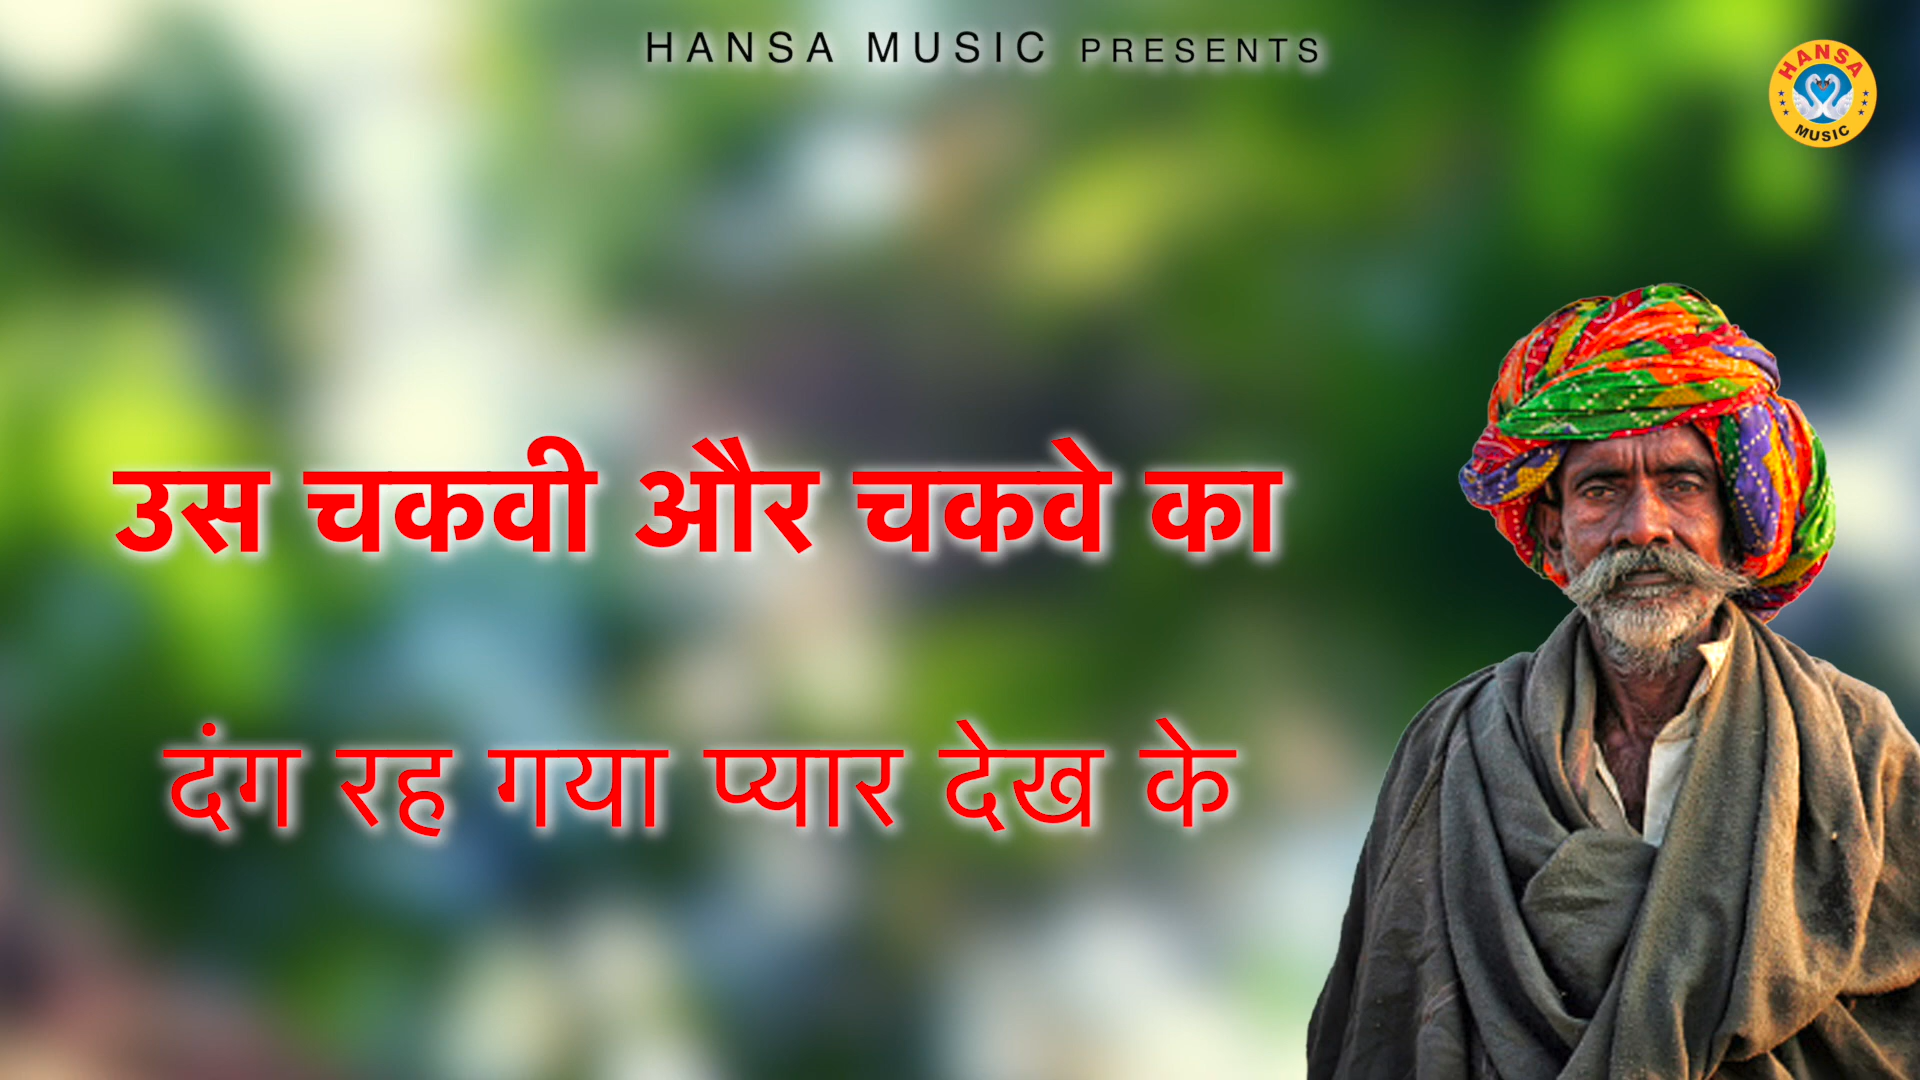 HANSA MUSIC PRESENTS
HANSA
MUSIC
उस चकवी और चकवे का
दंग रह गया प्यार देख के